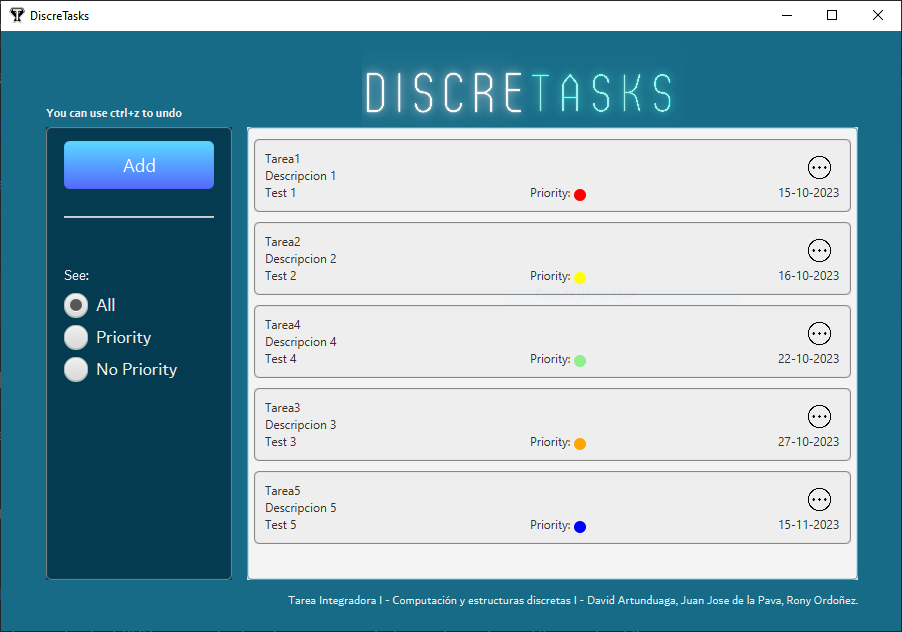 DiscreTasks
DISCRETASKS
You can use ctrl+z to undo
Add
See:
All
Priority
No Priority
Tarea1
Descripcion 1
Test 1 Priority: 15-10-2023
Tarea2
Descripcion 2
Test 2 Priority: 16-10-2023
Tarea4
Descripcion 4
Test 4 Priority: 22-10-2023
Tarea3
Descripcion 3
Test 3 Priority: 27-10-2023
Tarea5
Descripcion 5
Test 5 Priority: 15-11-2023
Tarea Integradora I - Computación y estructuras discretas I - David Artunduaga, Juan Jose de la Pava, Rony Ordoñez.